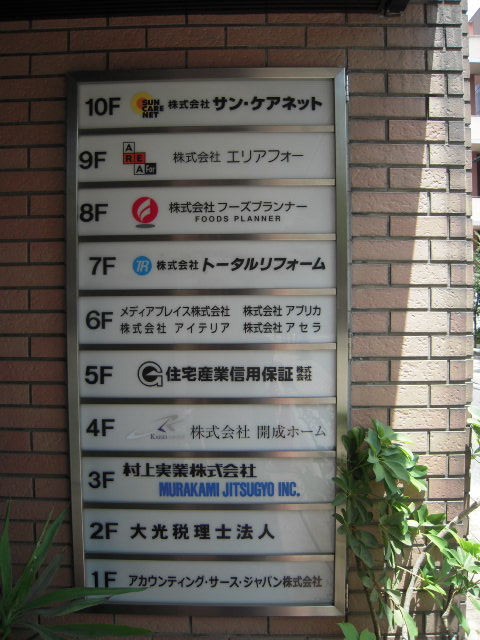 10F SUN CARE NET 株式会社 サン・ケアネット
9F AREA For 株式会社 エリアフォー
8F 株式会社 フーズプランナー
FOODS PLANNER
7F TR 株式会社 トータルリフォーム
6F メディアプレイス株式会社 株式会社 アプリカ
株式会社 アイテリア 株式会社 アセラ
5F 住宅産業信用保証 株式会社
4F 株式会社 開成ホーム
3F 村上実業株式会社
MURAKAMI JITSUGYO INC.
2F 大光税理士法人
1F アカウンティング・サース・ジャパン株式会社